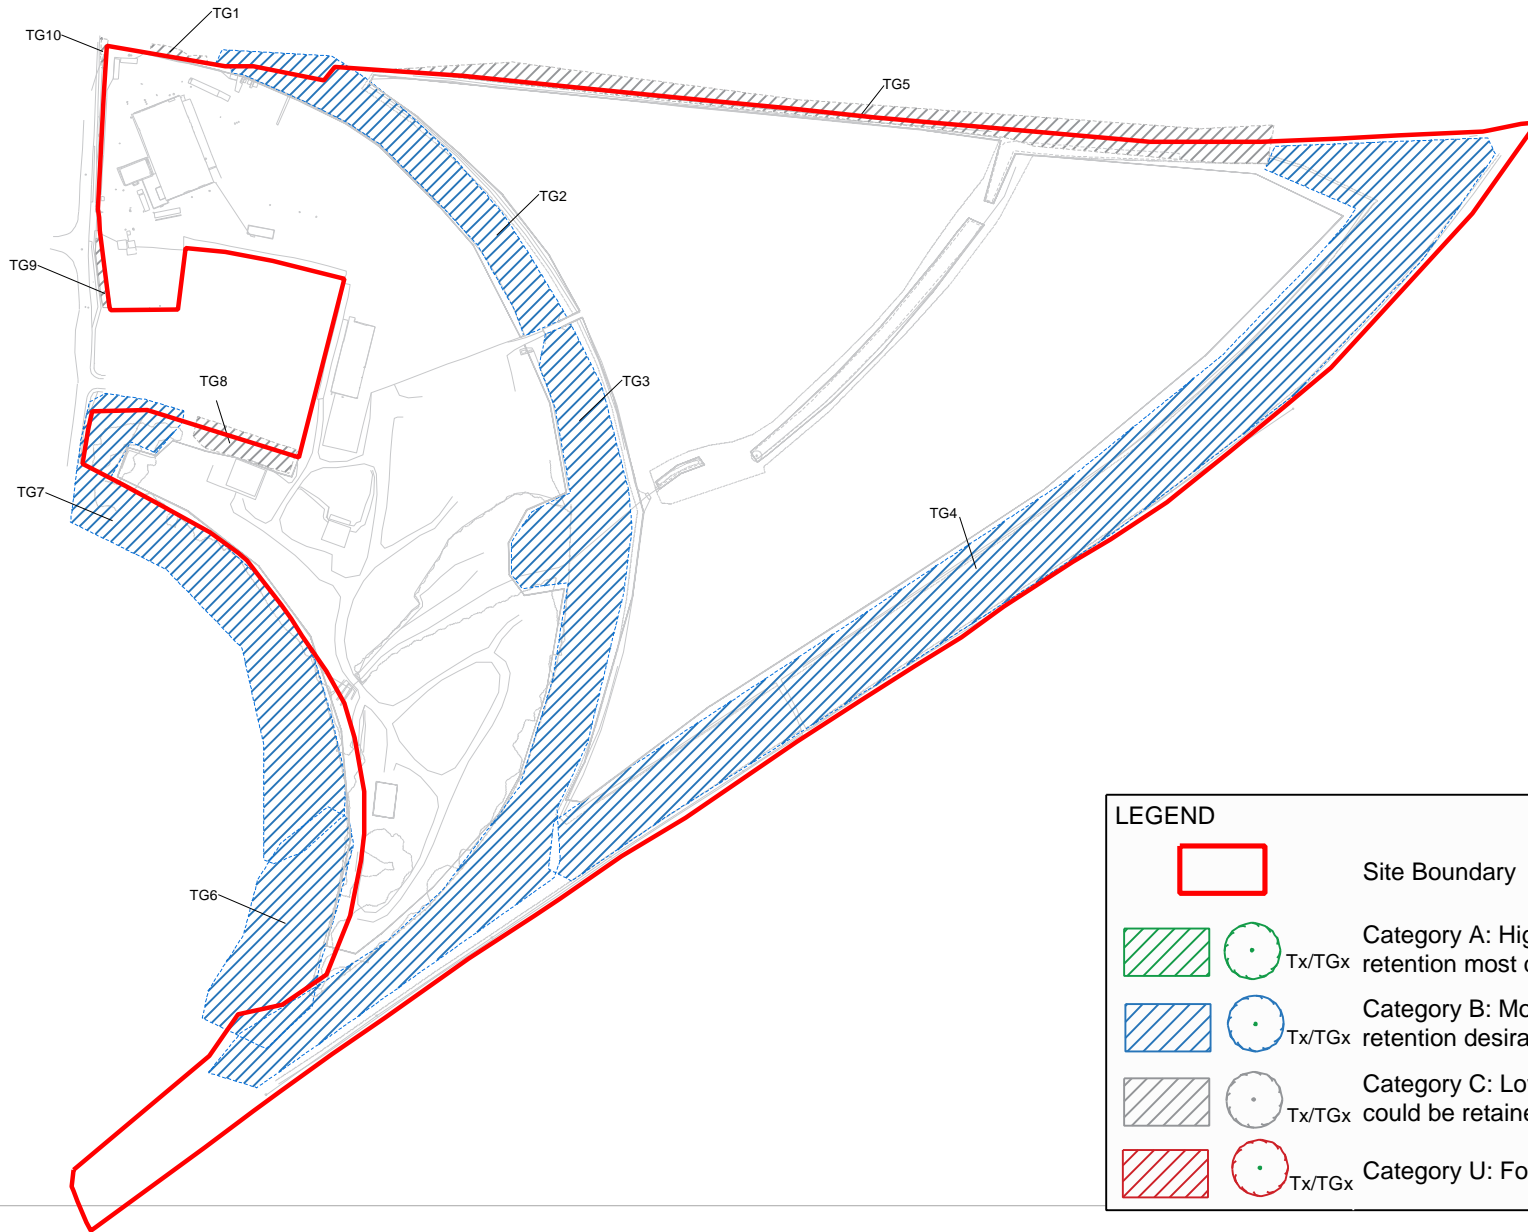 TG1
TG10
TG5
TG2
TG9
TG3
TG8
TG7
TG4
TG6
LEGEND
Site Boundary
Tx/TGx
Category A: Hig
retention most
Tx/TGx
Category B: Mo
retention desira
Tx/TGx
Category C: Lo
could be retaine
Tx/TGx
Category U: Fo